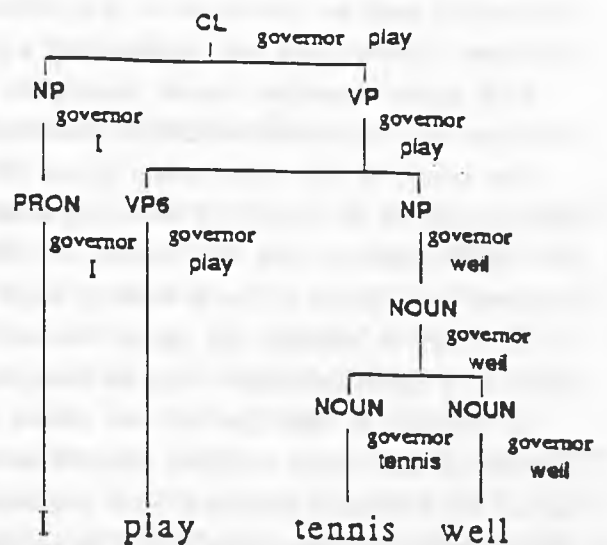 CL governor play
NP VP
governor governor
I play
PRON VP6 NP
governor governor governor
I play well
NOUN
governor
well
NOUN NOUN
governor governor
tennis well
I play tennis well